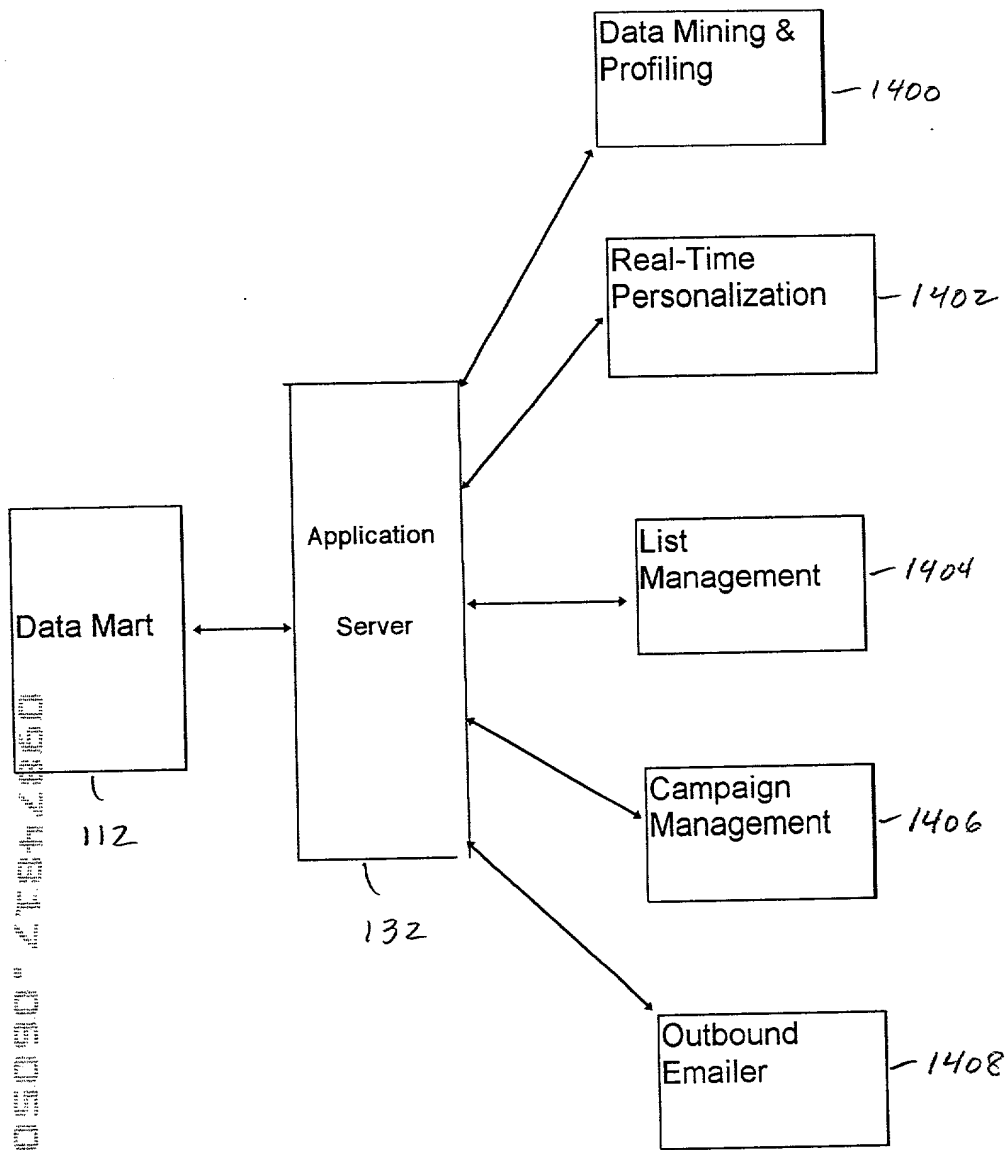 Data Mining &
Profiling
1400
Real-Time
Personalization
1402
Application
Server
List
Management
1404
Data Mart
112
132
Campaign
Management
1406
Outbound
Emailer
1408